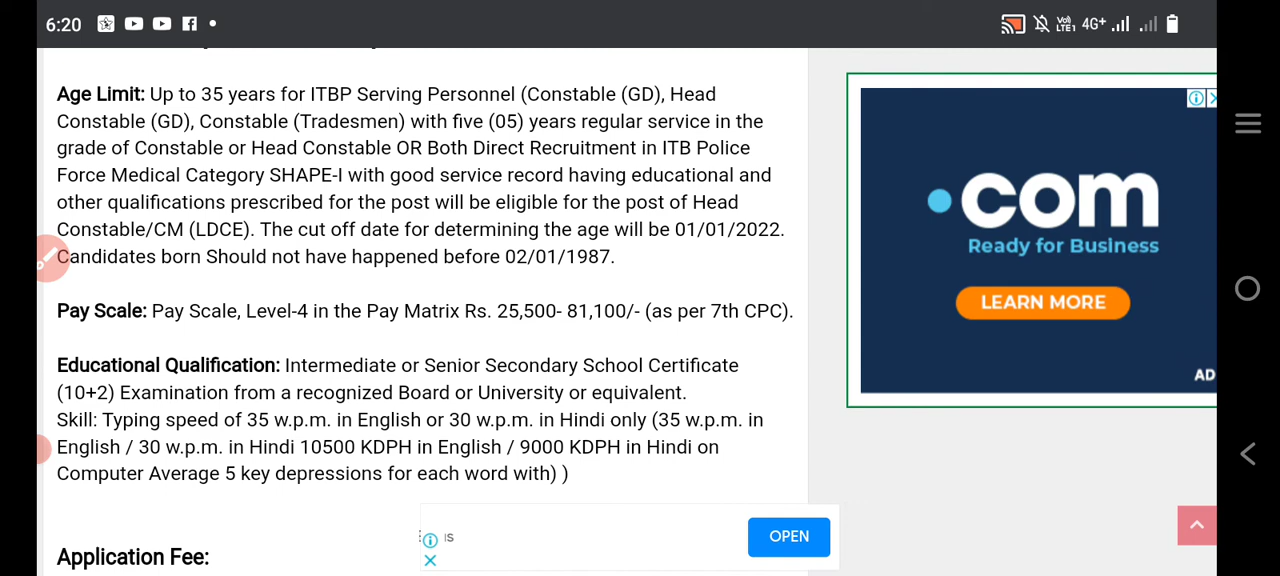 6:20
VoI) LTE1 4G+
Age Limit: Up to 35 years for ITBP Serving Personnel (Constable (GD), Head
Constable (GD), Constable (Tradesmen) with five (05) years regular service in the
grade of Constable or Head Constable OR Both Direct Recruitment in ITB Police
Force Medical Category SHAPE-I with good service record having educational and
other qualifications prescribed for the post will be eligible for the post of Head
Constable/CM (LDCE). The cut off date for determining the age will be 01/01/2022.
Candidates born Should not have happened before 02/01/1987.
Pay Scale: Pay Scale, Level-4 in the Pay Matrix Rs. 25,500- 81,100/- (as per 7th CPC).
Educational Qualification: Intermediate or Senior Secondary School Certificate
(10+2) Examination from a recognized Board or University or equivalent.
Skill: Typing speed of 35 w.p.m. in English or 30 w.p.m. in Hindi only (35 w.p.m. in
English / 30 w.p.m. in Hindi 10500 KDPH in English / 9000 KDPH in Hindi on
Computer Average 5 key depressions for each word with) )
Application Fee:
.com
Ready for Business
LEARN MORE
AD
OPEN